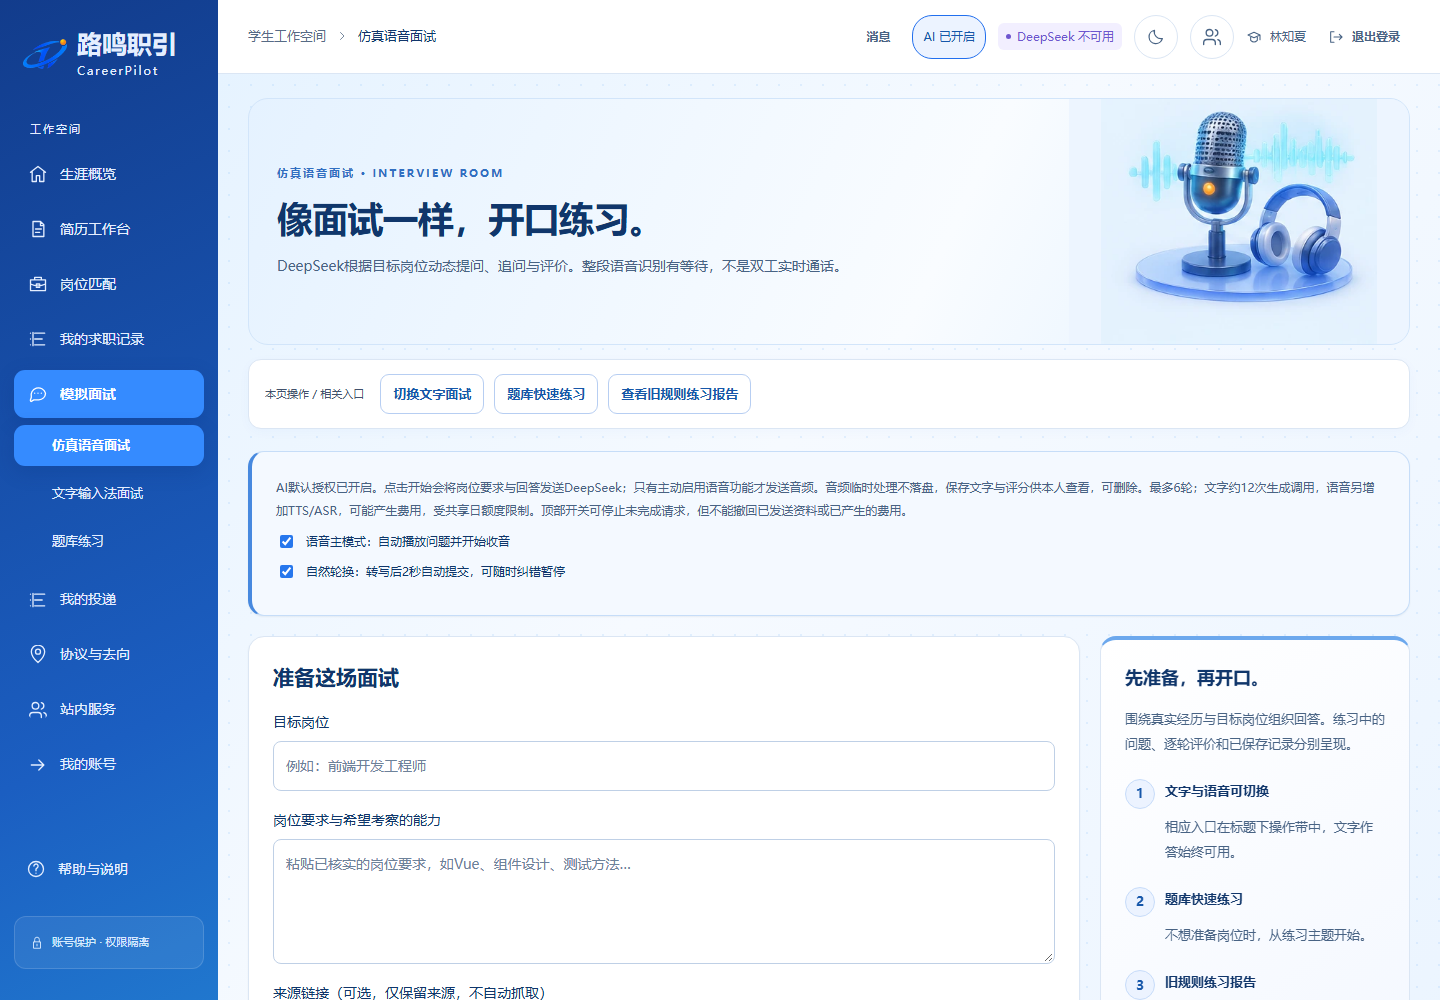 路鸣职引
CareerPilot
工作空间
生涯概览
简历工作台
岗位匹配
我的求职记录
模拟面试
仿真语音面试
文字输入法面试
题库练习
我的投递
协议与去向
站内服务
我的账号
帮助与说明
账号保护 · 权限隔离
学生工作空间 > 仿真语音面试
消息
AI 已开启
DeepSeek 不可用
林知夏
退出登录
仿真语音面试 • INTERVIEW ROOM
像面试一样，开口练习。
DeepSeek根据目标岗位动态提问、追问与评价。整段语音识别有等待，不是双工实时通话。
本页操作 / 相关入口
切换文字面试
题库快速练习
查看旧规则练习报告
AI默认授权已开启。点击开始会将岗位要求与回答发送DeepSeek；只有主动启用语音功能才发送音频。音频临时处理不落盘，保存文字与评分供本人查看，可删除。最多6轮；文字约12次生成调用，语音另增
加TTS/ASR，可能产生费用，受共享日额度限制。顶部开关可停止未完成请求，但不能撤回已发送资料或已产生的费用。
语音主模式：自动播放问题并开始收音
自然轮换：转写后2秒自动提交，可随时纠错暂停
准备这场面试
目标岗位
例如：前端开发工程师
岗位要求与希望考察的能力
粘贴已核实的岗位要求，如Vue、组件设计、测试方法...
来源链接（可选，仅保留来源，不自动抓取）
先准备，再开口。
围绕真实经历与目标岗位组织回答。练习中的
问题、逐轮评价和已保存记录分别呈现。
1
文字与语音可切换
相应入口在标题下操作带中，文字作
答始终可用。
2
题库快速练习
不想准备岗位时，从练习主题开始。
3
旧规则练习报告